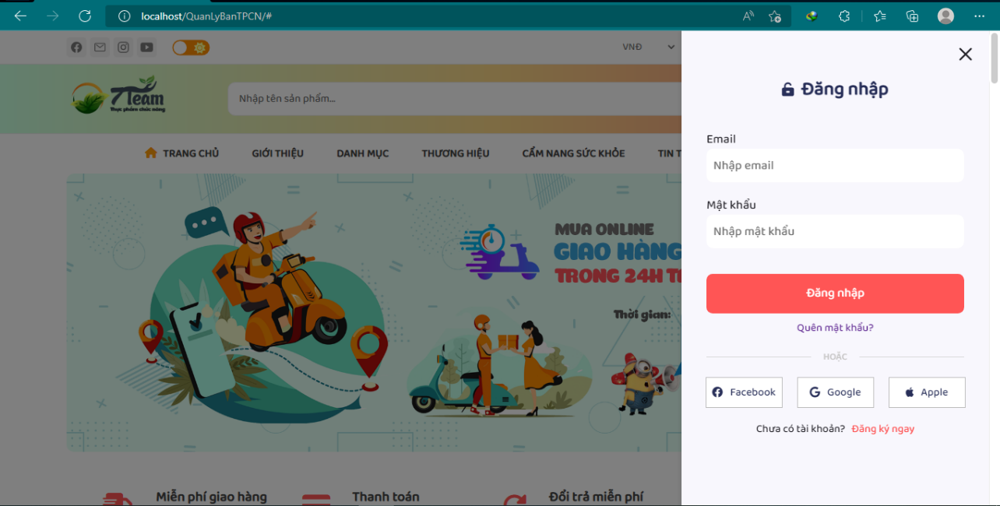 localhost/QuanLyBanTPCN/#
VNĐ
7Team
Thực phẩm chức năng
Nhập tên sản phẩm...
TRANG CHỦ GIỚI THIỆU DANH MỤC THƯƠNG HIỆU CẨM NANG SỨC KHỎE TIN T
MUA ONLINE
GIAO HÀNG
TRONG 24H T
Thời gian:
Miễn phí giao hàng Thanh toán Đổi trả miễn phí
Đăng nhập
Email
Nhập email
Mật khẩu
Nhập mật khẩu
Đăng nhập
Quên mật khẩu?
HOẶC
Facebook Google Apple
Chưa có tài khoản? Đăng ký ngay